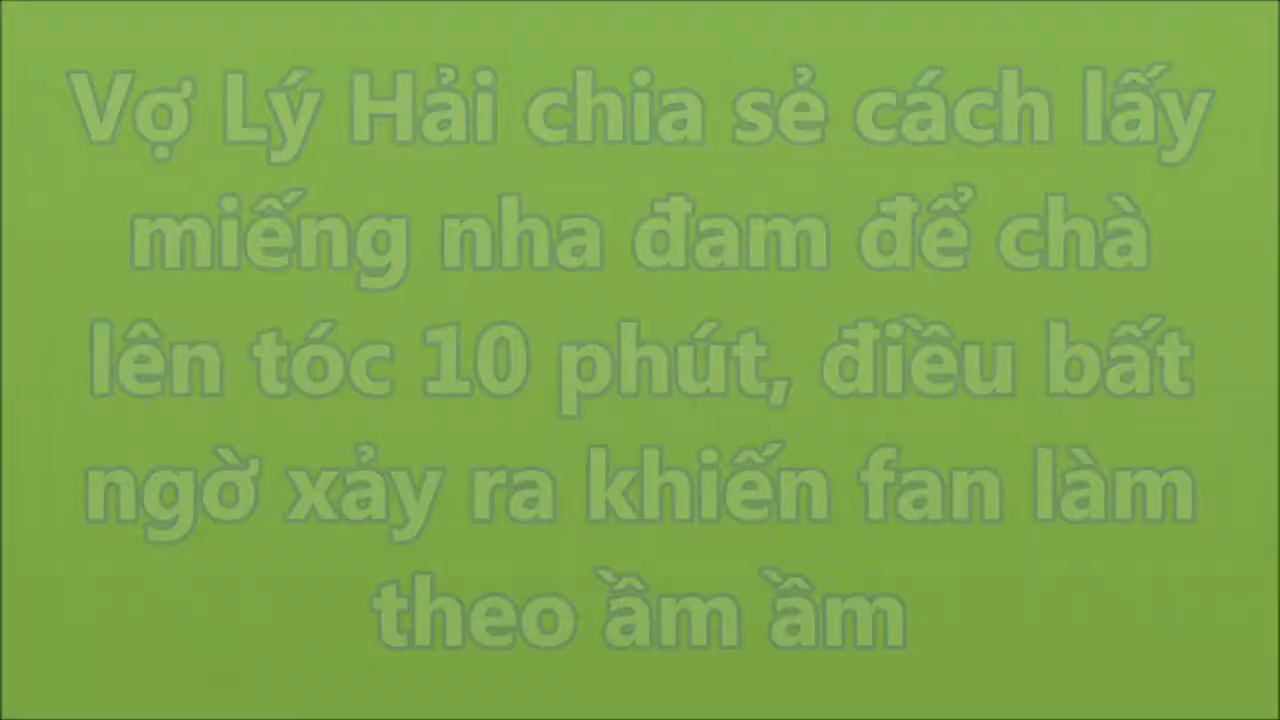 Vợ Lý Hải chia sẻ cách lấy
miếng nha đam để chà
lên tóc 10 phút, điều bất
ngờ xảy ra khiến fan làm
theo ầm ầm